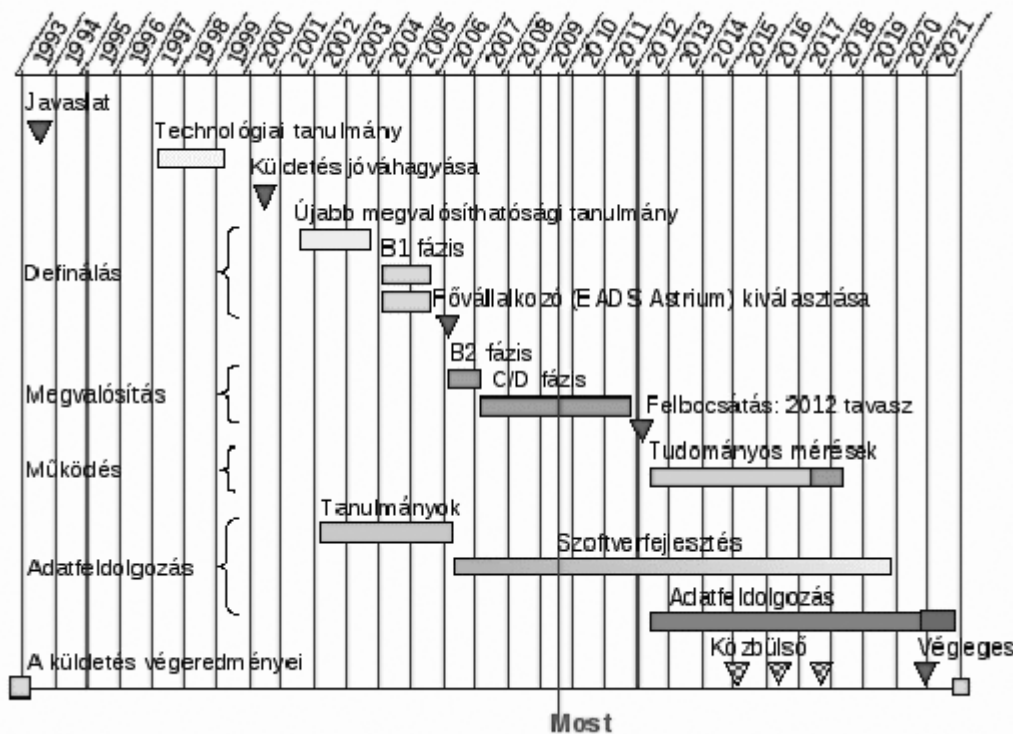 1993 1994 1995 1996 1997 1998 1999 2000 2001 2002 2003 2004 2005 2006 2007 2008 2009 2010 2011 2012 2013 2014 2015 2016 2017 2018 2019 2020 2021
Javaslat
Technológiai tanulmány
Küldetés jóváhagyása
Újabb megvalósíthatósági tanulmány
B1 fázis
Definálás
Fővállalkozó (EADS Astrium) kiválasztása
B2 fázis
C/D fázis
Megvalósítás
Felbocsátás: 2012 tavasz
Tudományos mérések
Működés
Tanulmányok
Szoftverfejesztés
Adatfeldolgozás
Adatfeldolgozás
Közbülső
Végeges
A küldetés végeredményei
Most